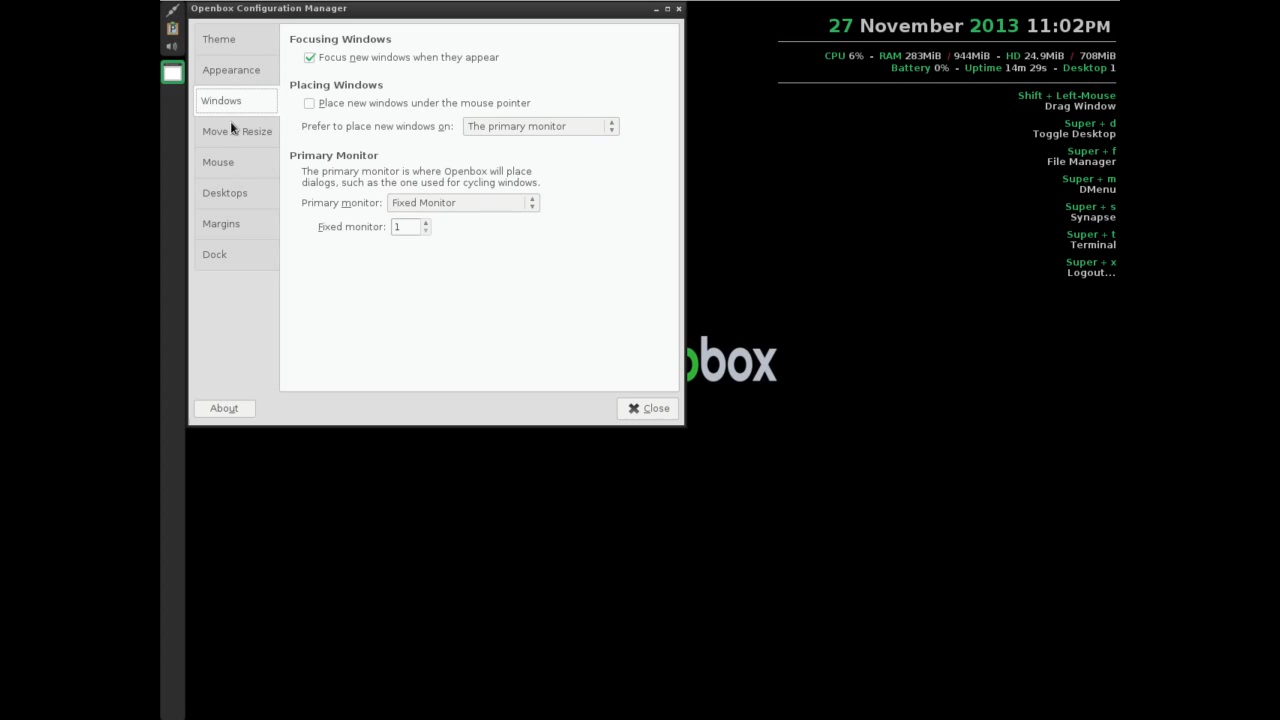 Openbox Configuration Manager
Theme
Appearance
Windows
Move & Resize
Mouse
Desktops
Margins
Dock
Focusing Windows
Focus new windows when they appear
Placing Windows
Place new windows under the mouse pointer
Prefer to place new windows on: The primary monitor
Primary Monitor
The primary monitor is where Openbox will place
dialogs, such as the one used for cycling windows.
Primary monitor: Fixed Monitor
Fixed monitor: 1
About
Close
27 November 2013 11:02PM
CPU 6% - RAM 283MiB / 944MiB - HD 24.9MiB / 708MiB
Battery 0% - Uptime 14m 29s - Desktop 1
Shift + Left-Mouse
Drag Window
Super + d
Toggle Desktop
Super + f
File Manager
Super + m
DMenu
Super + s
Synapse
Super + t
Terminal
Super + x
Logout...
box